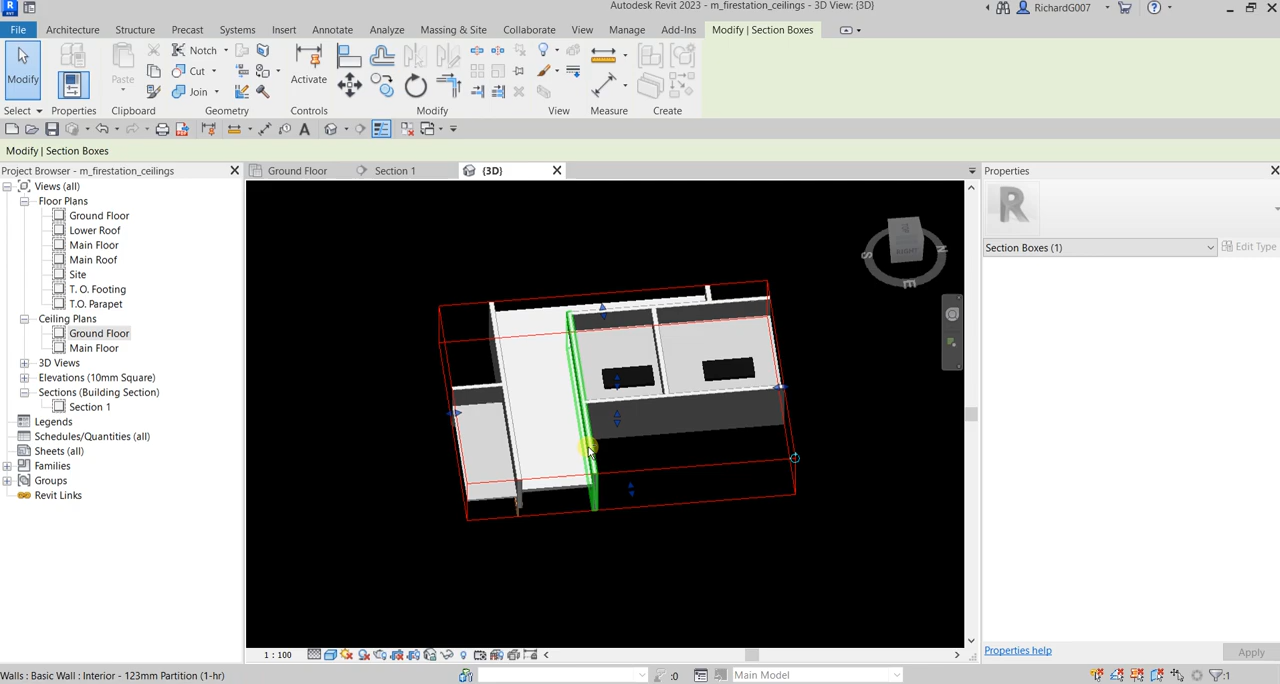 Autodesk Revit 2023 - m_firestation_ceilings - 3D View: {3D}
RichardG007
File Architecture Structure Precast Systems Insert Annotate Analyze Massing & Site Collaborate View Manage Add-Ins Modify | Section Boxes
Modify Paste Notch Cut Join Activate
Select Properties Clipboard Geometry Controls Modify View Measure Create
Modify | Section Boxes
Project Browser - m_firestation_ceilings
Ground Floor Section 1 {3D}
Properties
Views (all)
Floor Plans
Ground Floor
Lower Roof
Main Floor
Main Roof
Site
T. O. Footing
T.O. Parapet
Ceiling Plans
Ground Floor
Main Floor
3D Views
Elevations (10mm Square)
Sections (Building Section)
Section 1
Legends
Schedules/Quantities (all)
Sheets (all)
Families
Groups
Revit Links
Section Boxes (1) Edit Type
S N E
RIGHT
1 : 100
Properties help Apply
Walls : Basic Wall : Interior - 123mm Partition (1-hr) :0 Main Model :1